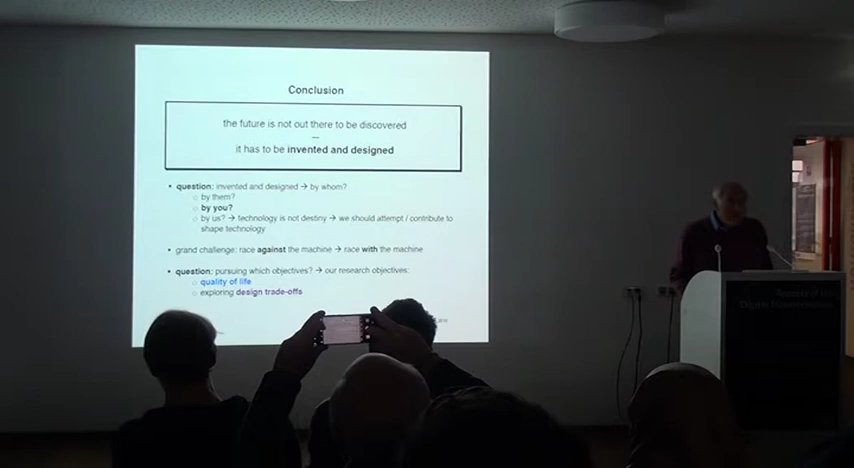 Conclusion
the future is not out there to be discovered
—
it has to be invented and designed
• question: invented and designed → by whom?
○ by them?
○ by you?
○ by us? → technology is not destiny → we should attempt / contribute to
shape technology
• grand challenge: race against the machine → race with the machine
• question: pursuing which objectives? → our research objectives:
○ quality of life
○ exploring design trade-offs